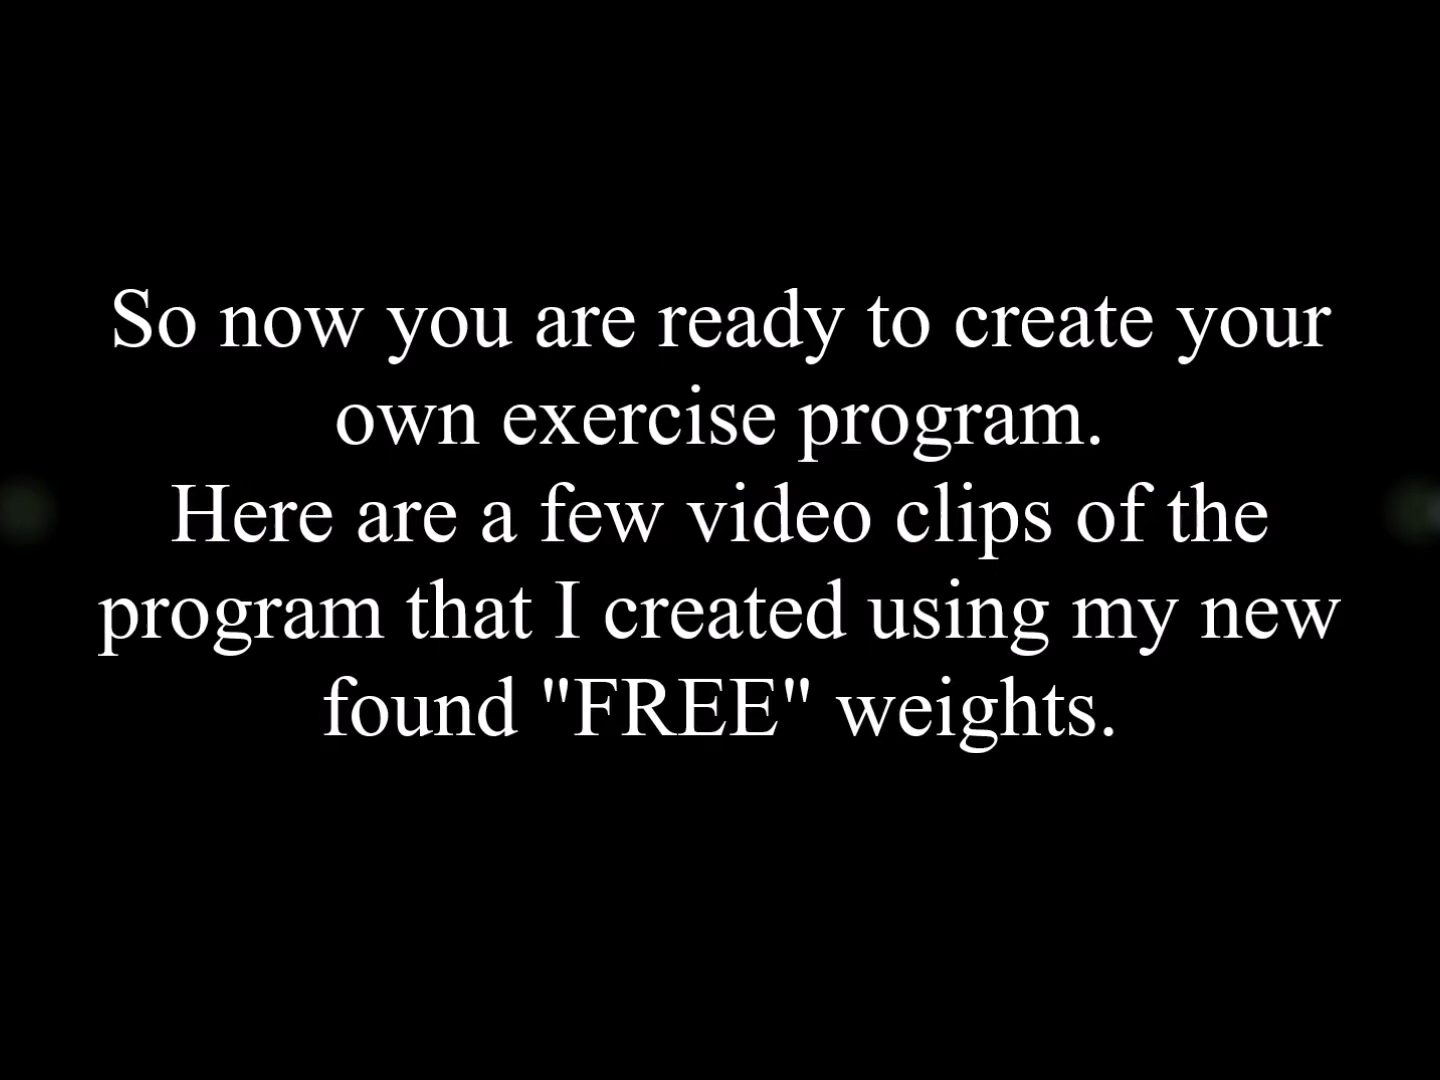 So now you are ready to create your
own exercise program.
Here are a few video clips of the
program that I created using my new
found "FREE" weights.